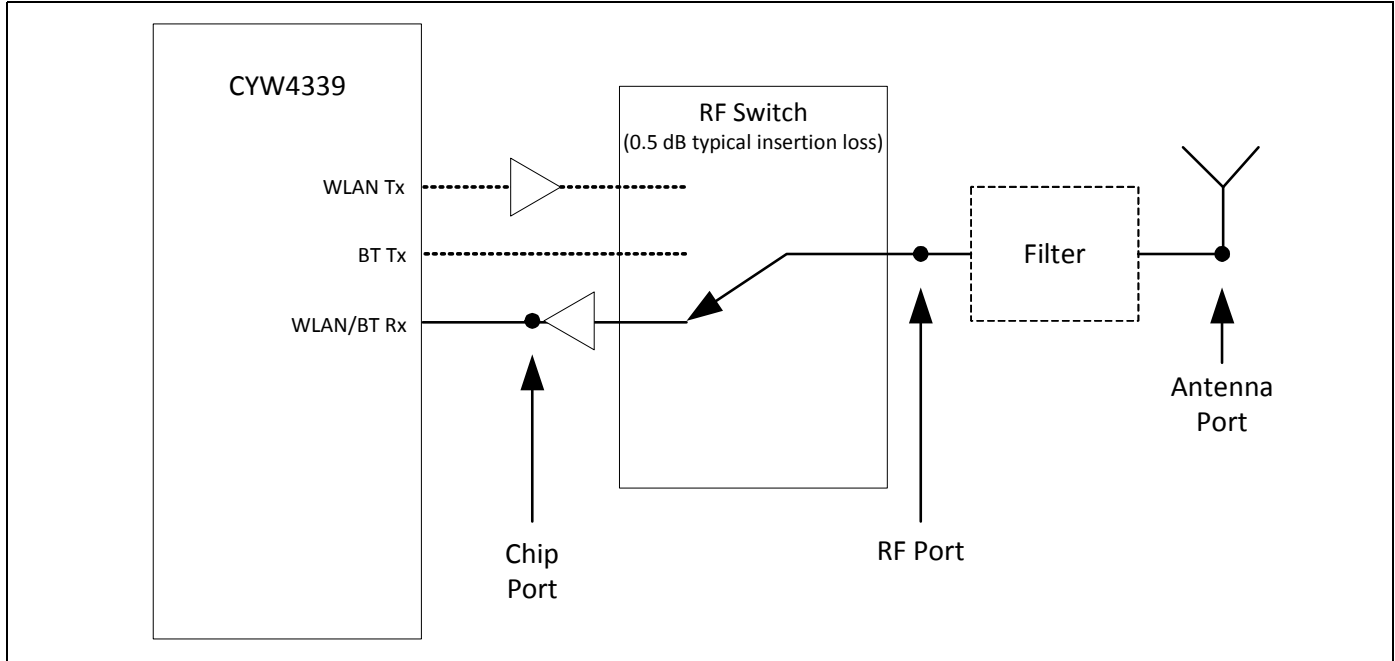 CYW4339
RF Switch
(0.5 dB typical insertion loss)
WLAN Tx
BT Tx
WLAN/BT Rx
Filter
Antenna
Port
Chip
Port
RF Port